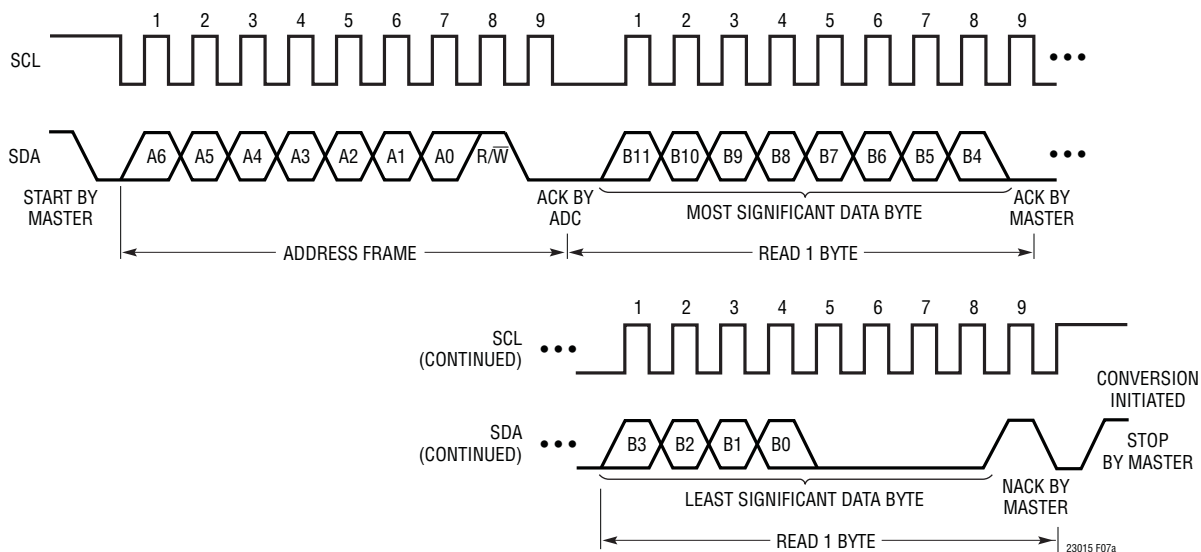 1 2 3 4 5 6 7 8 9 1 2 3 4 5 6 7 8 9
SCL •••
SDA A6 A5 A4 A3 A2 A1 A0 R/W̅ B11 B10 B9 B8 B7 B6 B5 B4 •••
START BY
MASTER
ACK BY
ADC
MOST SIGNIFICANT DATA BYTE
ACK BY
MASTER
ADDRESS FRAME
READ 1 BYTE
1 2 3 4 5 6 7 8 9
SCL
(CONTINUED)
•••
CONVERSION
INITIATED
SDA
(CONTINUED)
•••
B3 B2 B1 B0
STOP
BY MASTER
LEAST SIGNIFICANT DATA BYTE
NACK BY
MASTER
READ 1 BYTE
23015 F07a